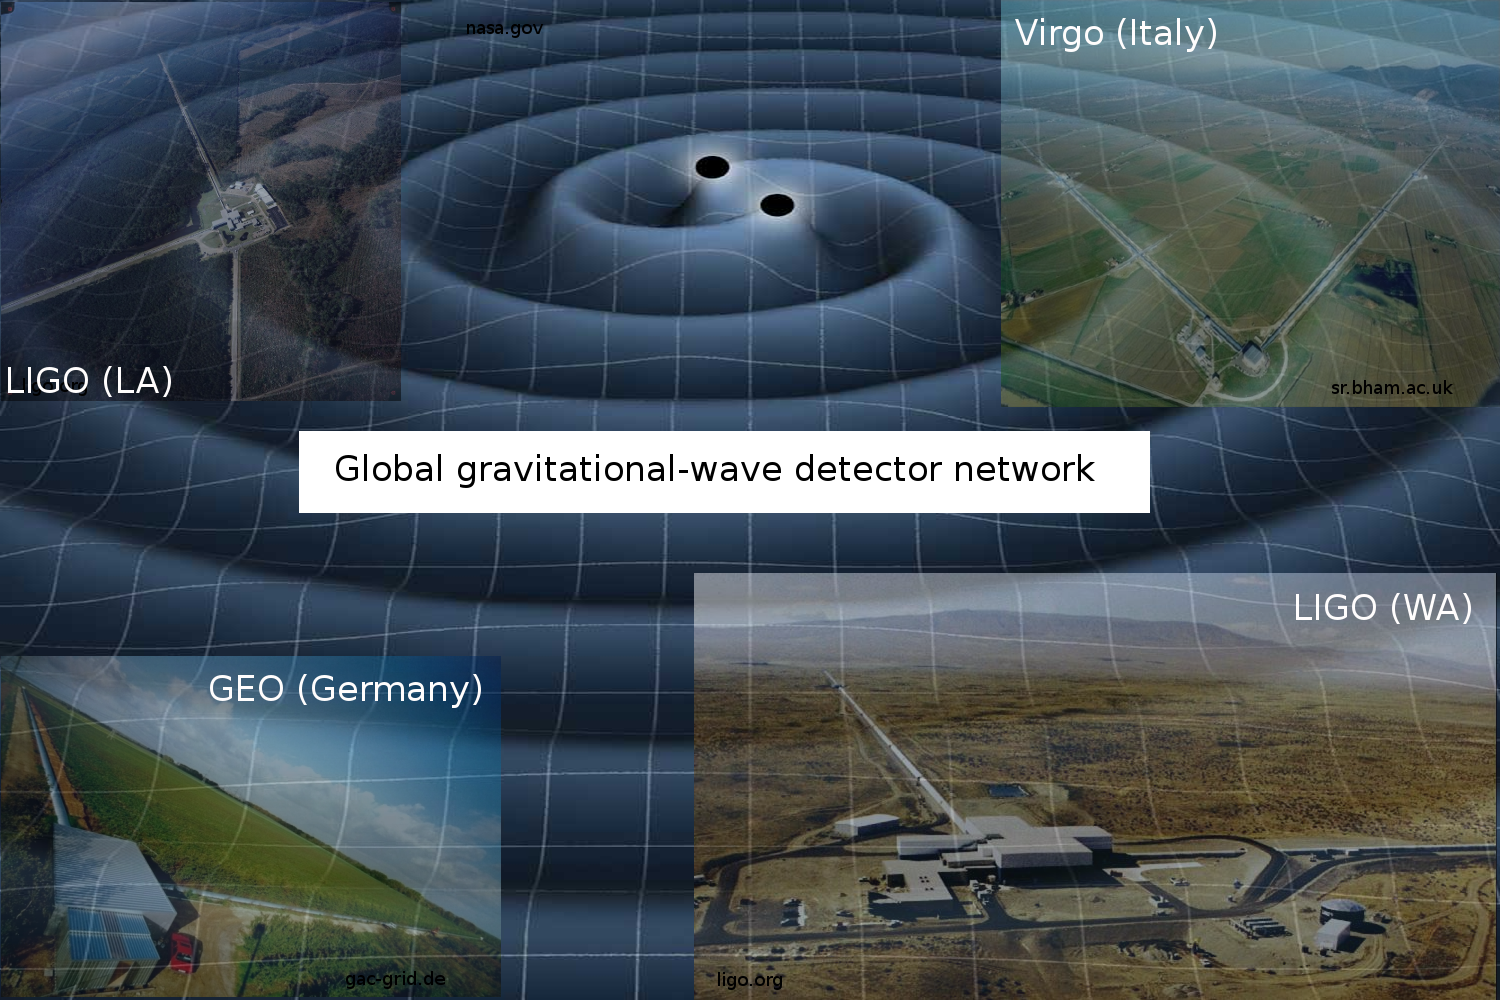 nasa.gov
Virgo (Italy)
LIGO (LA)
sr.bham.ac.uk
Global gravitational-wave detector network
LIGO (WA)
GEO (Germany)
gac-grid.de
ligo.org